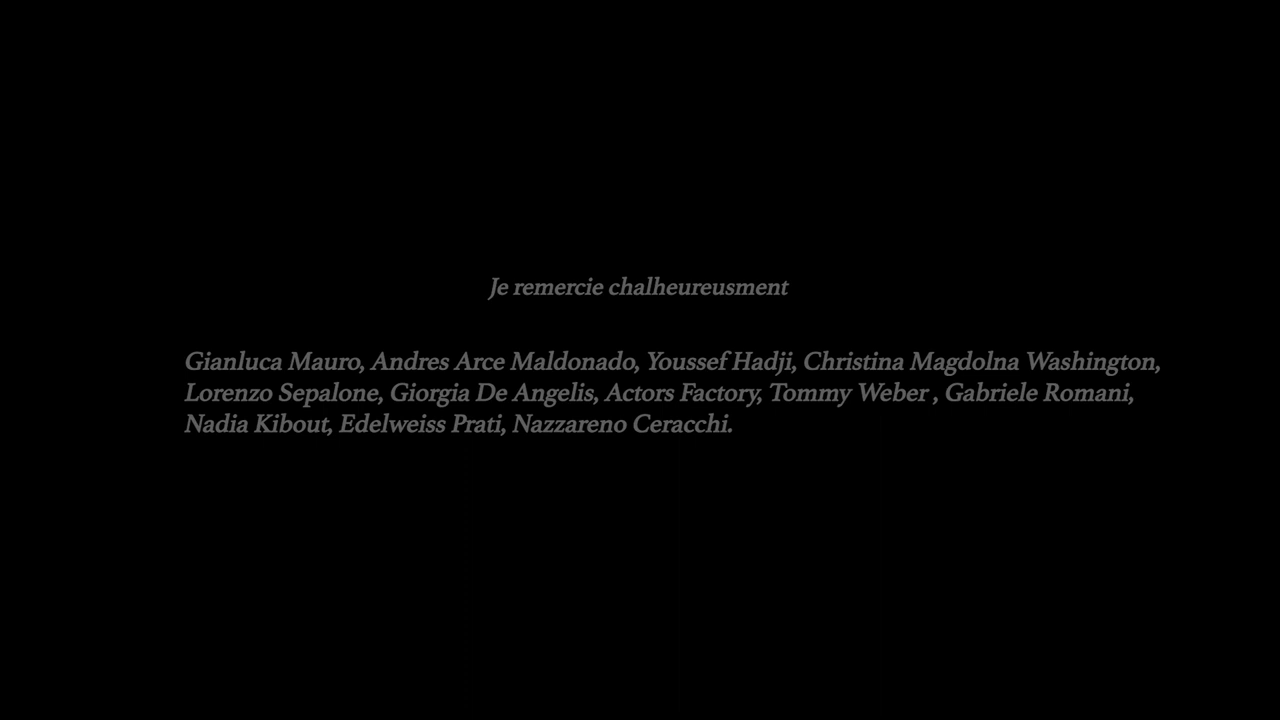 Je remercie chalheureusment
Gianluca Mauro, Andres Arce Maldonado, Youssef Hadji, Christina Magdolna Washington,
Lorenzo Sepalone, Giorgia De Angelis, Actors Factory, Tommy Weber , Gabriele Romani,
Nadia Kibout, Edelweiss Prati, Nazzareno Ceracchi.